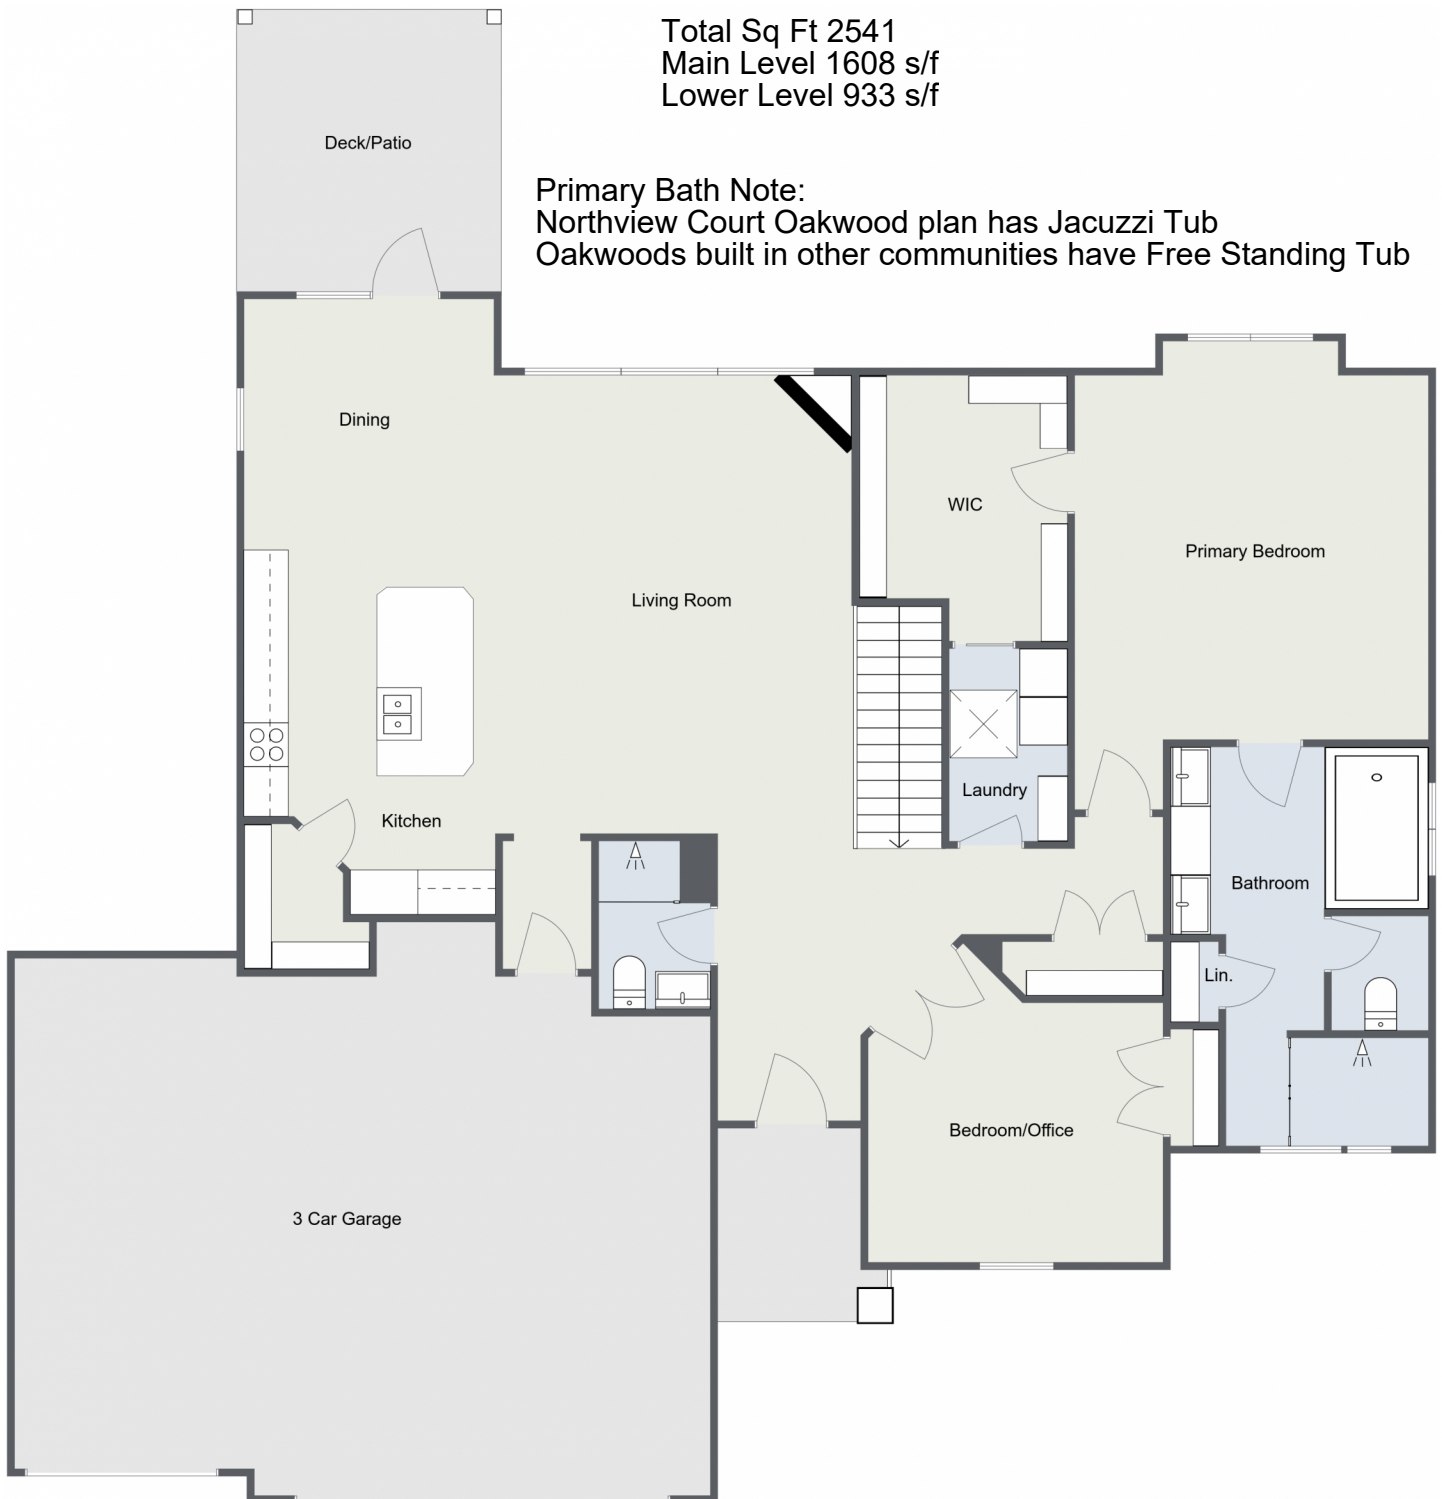 Total Sq Ft 2541
Main Level 1608 s/f
Lower Level 933 s/f
Deck/Patio
Primary Bath Note:
Northview Court Oakwood plan has Jacuzzi Tub
Oakwoods built in other communities have Free Standing Tub
Dining
WIC
Primary Bedroom
Living Room
Laundry
Kitchen
Bathroom
Lin.
Bedroom/Office
3 Car Garage